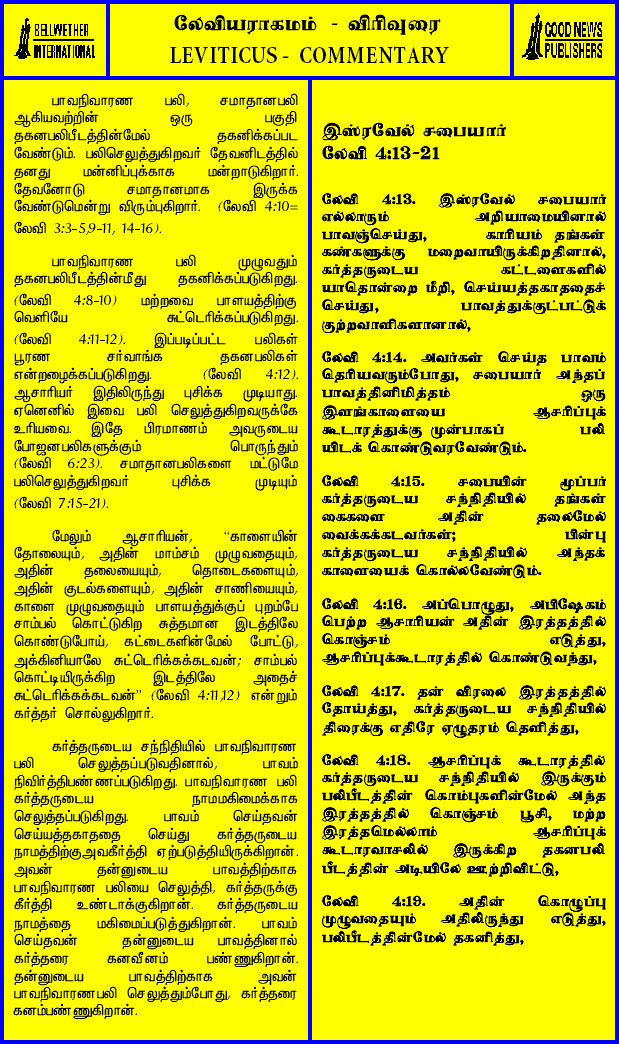 BELLWETHER
INTERNATIONAL
லேவியராகமம் - விரிவுரை
LEVITICUS - COMMENTARY
GOOD NEWS
PUBLISHERS
பாவநிவாரண பலி, சமாதானபலி
ஆகியவற்றின் ஒரு பகுதி
தகனபலிபீடத்தின்மேல் தகனிக்கப்பட
வேண்டும். பலிசெலுத்துகிறவர் தேவனிடத்தில்
தனது மன்னிப்புக்காக மன்றாடுகிறார்.
தேவனோடு சமாதானமாக இருக்க
வேண்டுமென்று விரும்புகிறார். (லேவி 4:10=
லேவி 3:3-5,9-11, 14-16).
பாவநிவாரண பலி முழுவதும்
தகனபலிபீடத்தின்மீது தகனிக்கப்படுகிறது.
(லேவி 4:8-10) மற்றவை பாளயத்திற்கு
வெளியே சுட்டெரிக்கப்படுகிறது.
(லேவி 4:11-12). இப்படிப்பட்ட பலிகள்
பூரண சர்வாங்க தகனபலிகள்
என்றழைக்கப்படுகிறது. (லேவி 4:12).
ஆசாரியர் இதிலிருந்து புசிக்க முடியாது.
ஏனெனில் இவை பலி செலுத்துகிறவருக்கே
உரியவை. இதே பிரமாணம் அவருடைய
போஜனபலிகளுக்கும் பொருந்தும்
(லேவி 6:23). சமாதானபலிகளை மட்டுமே
பலிசெலுத்துகிறவர் புசிக்க முடியும்
(லேவி 7:15-21).
மேலும் ஆசாரியன், “காளையின்
தோலையும், அதின் மாம்சம் முழுவதையும்,
அதின் தலையையும், தொடைகளையும்,
அதின் குடல்களையும், அதின் சாணியையும்,
காளை முழுவதையும் பாளயத்துக்குப் புறம்பே
சாம்பல் கொட்டுகிற சுத்தமான இடத்திலே
கொண்டுபோய், கட்டைகளின்மேல் போட்டு,
அக்கினியாலே சுட்டெரிக்கக்கடவன்; சாம்பல்
கொட்டியிருக்கிற இடத்திலே அதைச்
சுட்டெரிக்கக்கடவன்” (லேவி 4:11,12) என்றும்
கர்த்தர் சொல்லுகிறார்.
கர்த்தருடைய சந்நிதியில் பாவநிவாரண
பலி செலுத்தப்படுவதினால், பாவம்
நிவிர்த்திபண்ணப்படுகிறது. பாவநிவாரண பலி
கர்த்தருடைய நாமமகிமைக்காக
செலுத்தப்படுகிறது. பாவம் செய்தவன்
செய்யத்தகாததை செய்து கர்த்தருடைய
நாமத்திற்குஅவகீர்த்தி ஏற்படுத்தியிருக்கிறான்.
அவன் தன்னுடைய பாவத்திற்காக
பாவநிவாரண பலியை செலுத்தி, கர்த்தருக்கு
கீர்த்தி உண்டாக்குகிறான். கர்த்தருடைய
நாமத்தை மகிமைப்படுத்துகிறான். பாவம்
செய்தவன் தன்னுடைய பாவத்தினால்
கர்த்தரை கனவீனம் பண்ணுகிறான்.
தன்னுடைய பாவத்திற்காக அவன்
பாவநிவாரணபலி செலுத்தும்போது, கர்த்தரை
கனம்பண்ணுகிறான்.
இஸ்ரவேல் சபையார்
லேவி 4:13-21
லேவி 4:13. இஸ்ரவேல் சபையார்
எல்லாரும் அறியாமையினால்
பாவஞ்செய்து, காரியம் தங்கள்
கண்களுக்கு மறைவாயிருக்கிறதினால்,
கர்த்தருடைய கட்டளைகளில்
யாதொன்றை மீறி, செய்யத்தகாததைச்
செய்து, பாவத்துக்குட்பட்டுக்
குற்றவாளிகளானால்,
லேவி 4:14. அவர்கள் செய்த பாவம்
தெரியவரும்போது, சபையார் அந்தப்
பாவத்தினிமித்தம் ஒரு
இளங்காளையை ஆசரிப்புக்
கூடாரத்துக்கு முன்பாகப் பலி
யிடக் கொண்டுவரவேண்டும்.
லேவி 4:15. சபையின் மூப்பர்
கர்த்தருடைய சந்நிதியில் தங்கள்
கைகளை அதின் தலைமேல்
வைக்கக்கடவர்கள்; பின்பு
கர்த்தருடைய சந்நிதியில் அந்தக்
காளையைக் கொல்லவேண்டும்.
லேவி 4:16. அப்பொழுது, அபிஷேகம்
பெற்ற ஆசாரியன் அதின் இரத்தத்தில்
கொஞ்சம் எடுத்து,
ஆசரிப்புக்கூடாரத்தில் கொண்டுவந்து,
லேவி 4:17. தன் விரலை இரத்தத்தில்
தோய்த்து, கர்த்தருடைய சந்நிதியில்
திரைக்கு எதிரே ஏழுதரம் தெளித்து,
லேவி 4:18. ஆசரிப்புக் கூடாரத்தில்
கர்த்தருடைய சந்நிதியில் இருக்கும்
பலிபீடத்தின் கொம்புகளின்மேல் அந்த
இரத்தத்தில் கொஞ்சம் பூசி, மற்ற
இரத்தமெல்லாம் ஆசரிப்புக்
கூடாரவாசலில் இருக்கிற தகனபலி
பீடத்தின் அடியிலே ஊற்றிவிட்டு,
லேவி 4:19. அதின் கொழுப்பு
முழுவதையும் அதிலிருந்து எடுத்து,
பலிபீடத்தின்மேல் தகனித்து,